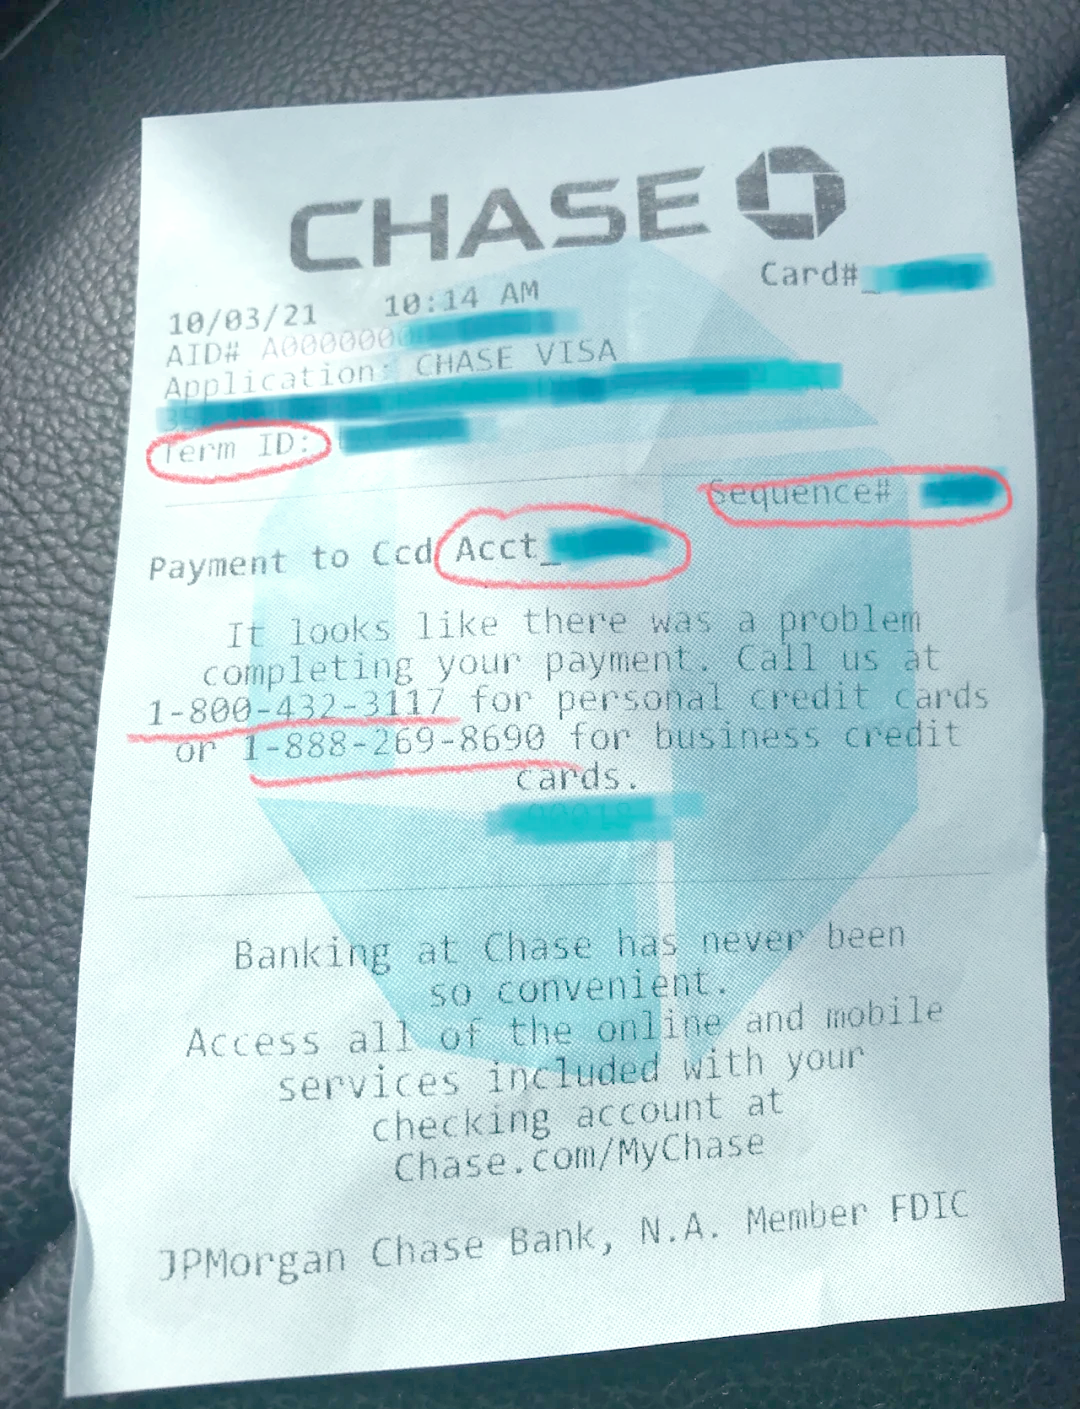 CHASE
Card#_
10/03/21 10:14 AM
AID# A000000
Application: CHASE VISA
Term ID:
Sequence#
Payment to Ccd Acct_
It looks like there was a problem
completing your payment. Call us at
1-800-432-3117 for personal credit cards
or 1-888-269-8690 for business credit
cards.
Banking at Chase has never been
so convenient.
Access all of the online and mobile
services included with your
checking account at
Chase.com/MyChase
JPMorgan Chase Bank, N.A. Member FDIC